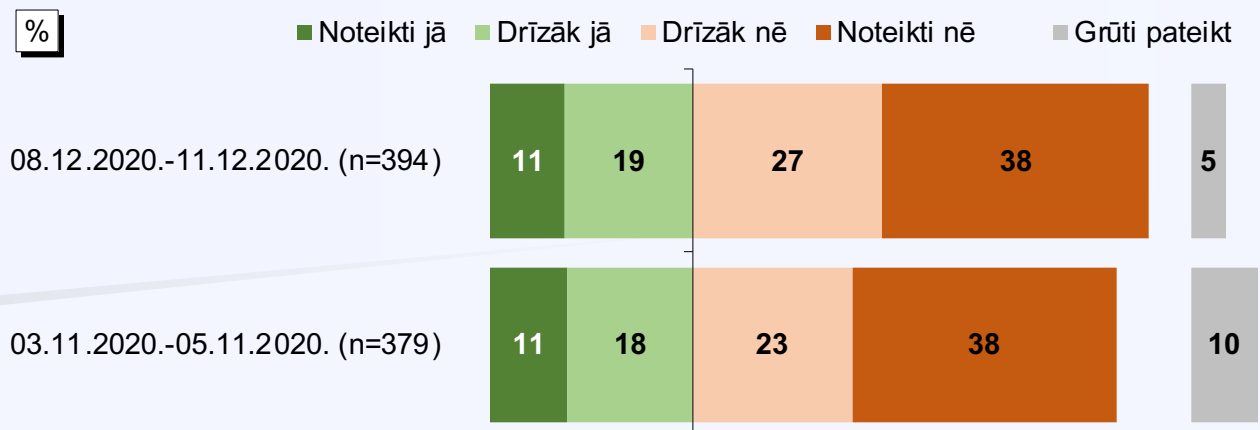 %
Noteikti jā Drīzāk jā Drīzāk nē Noteikti nē Grūti pateikt
08.12.2020.-11.12.2020. (n=394) 11 19 27 38 5
03.11.2020.-05.11.2020. (n=379) 11 18 23 38 10